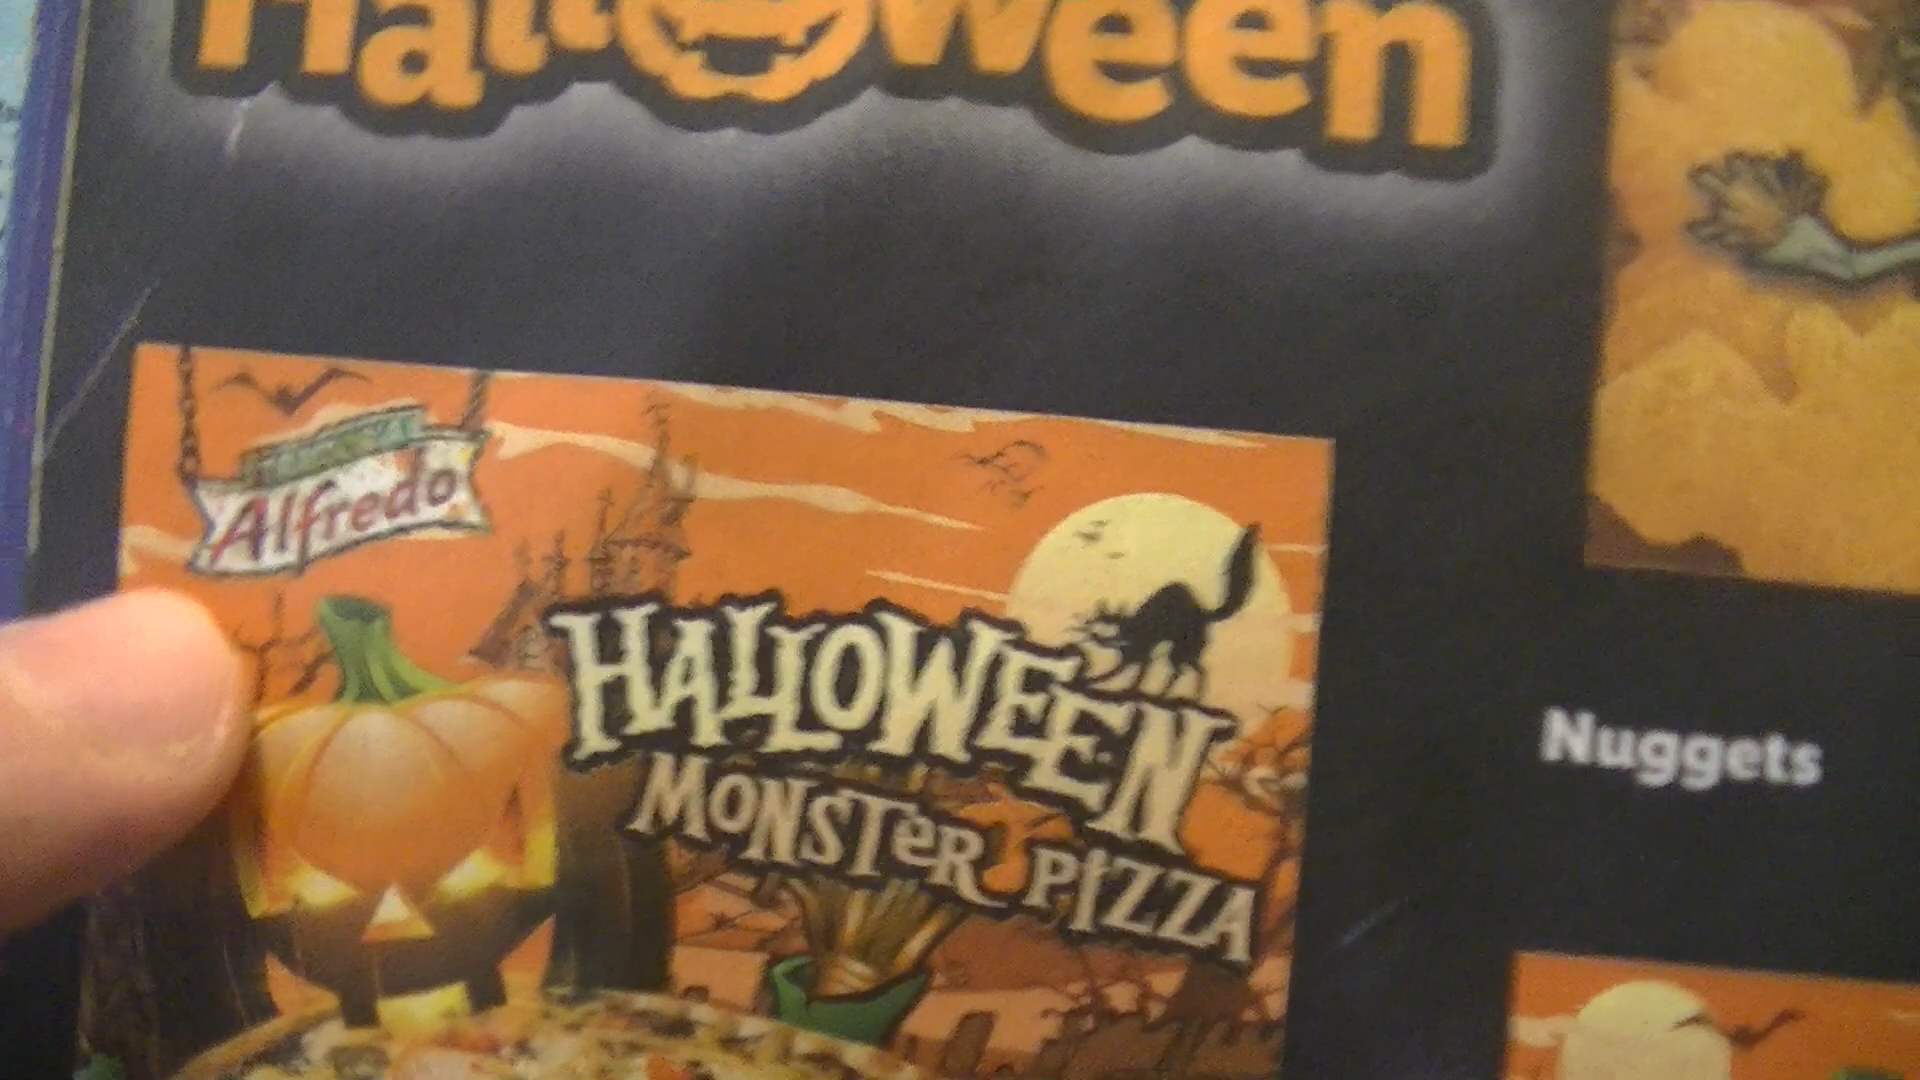 Halloween
Alfredo
HALLOWEEN
MONSTER PIZZA
Nuggets